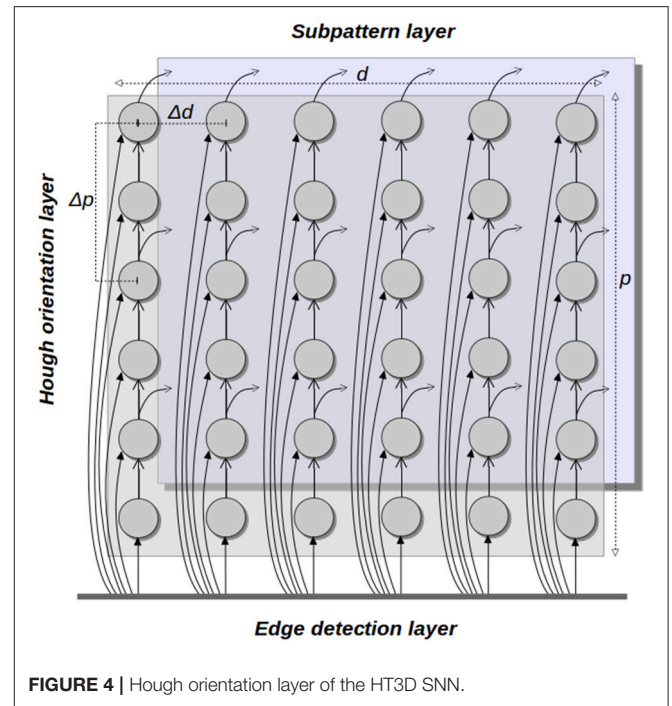 Subpattern layer
d
Δd
Δp
Hough orientation layer
p
Edge detection layer
FIGURE 4 | Hough orientation layer of the HT3D SNN.